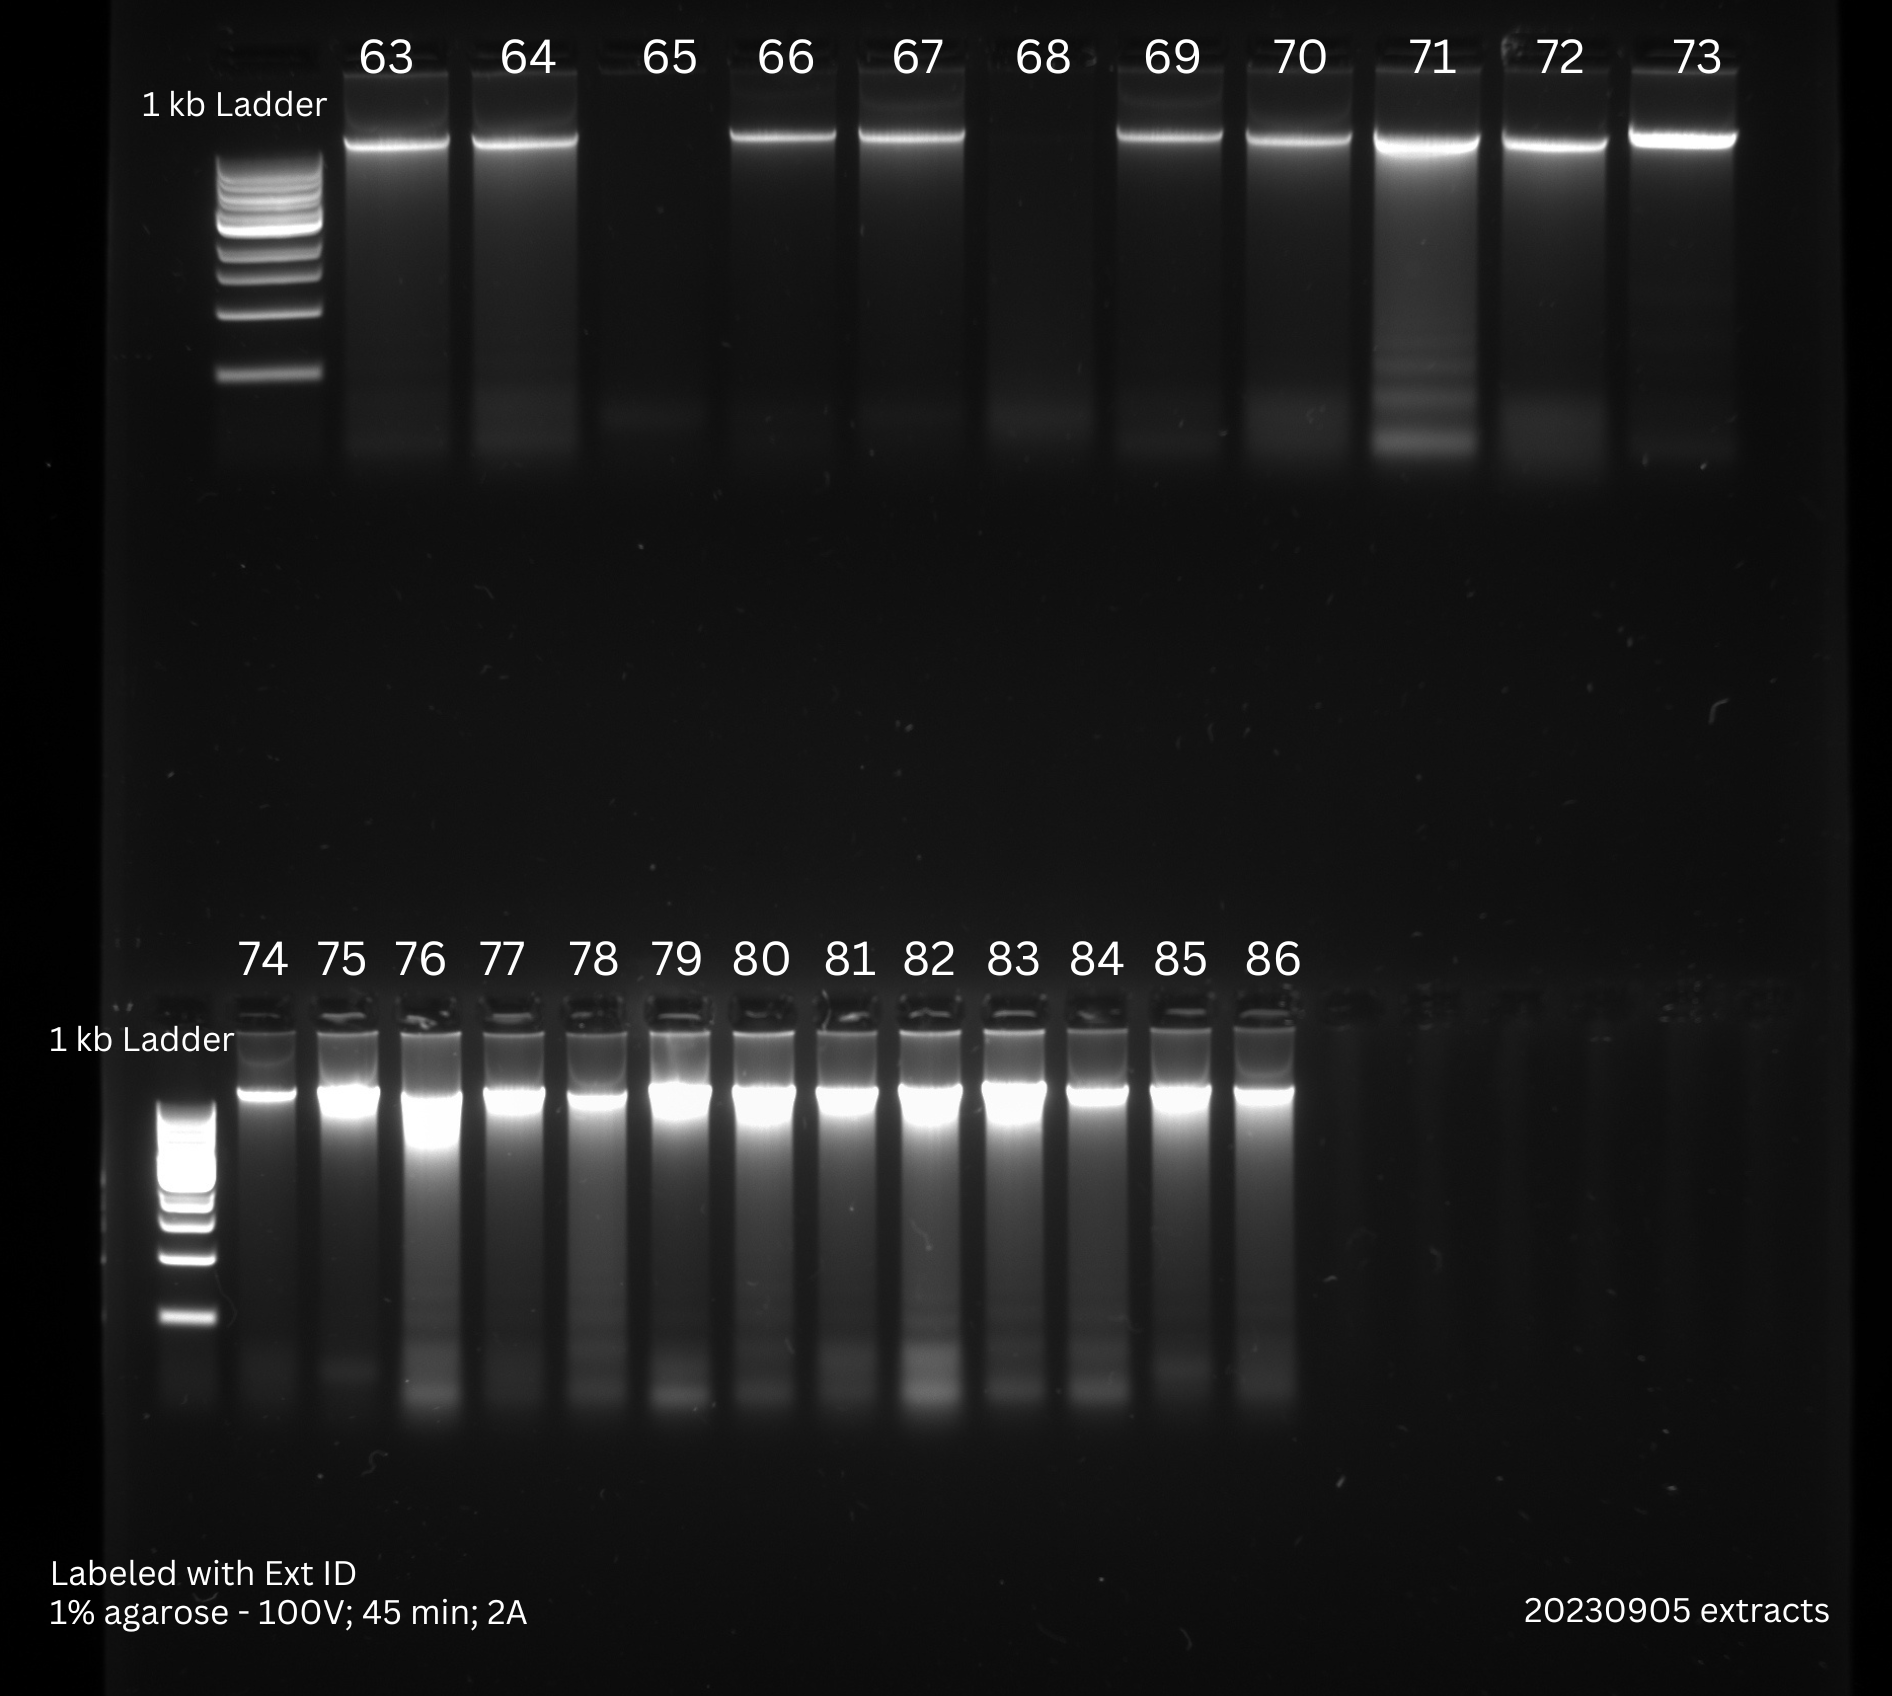 63 64 65 66 67 68 69 70 71 72 73
1 kb Ladder
74 75 76 77 78 79 80 81 82 83 84 85 86
1 kb Ladder
Labeled with Ext ID
1% agarose - 100V; 45 min; 2A
20230905 extracts